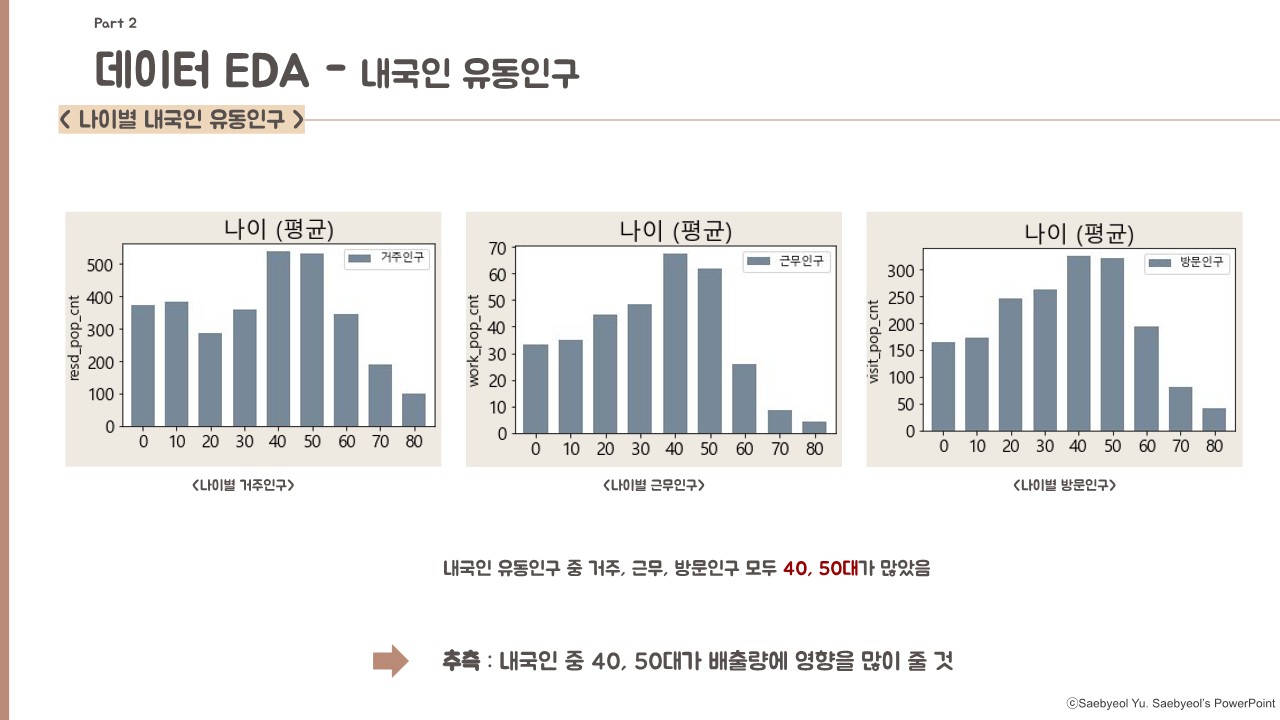 Part 2
데이터 EDA - 내국인 유동인구
< 나이별 내국인 유동인구 >
나이 (평균)
거주인구
resd_pop_cnt
500
400
300
200
100
0
0 10 20 30 40 50 60 70 80
<나이별 거주인구>
나이 (평균)
근무인구
work_pop_cnt
70
60
50
40
30
20
10
0
0 10 20 30 40 50 60 70 80
<나이별 근무인구>
나이 (평균)
방문인구
visit_pop_cnt
300
250
200
150
100
50
0
0 10 20 30 40 50 60 70 80
<나이별 방문인구>
내국인 유동인구 중 거주, 근무, 방문인구 모두 40, 50대가 많았음
추측 : 내국인 중 40, 50대가 배출량에 영향을 많이 줄 것
ⓒSaebyeol Yu. Saebyeol's PowerPoint